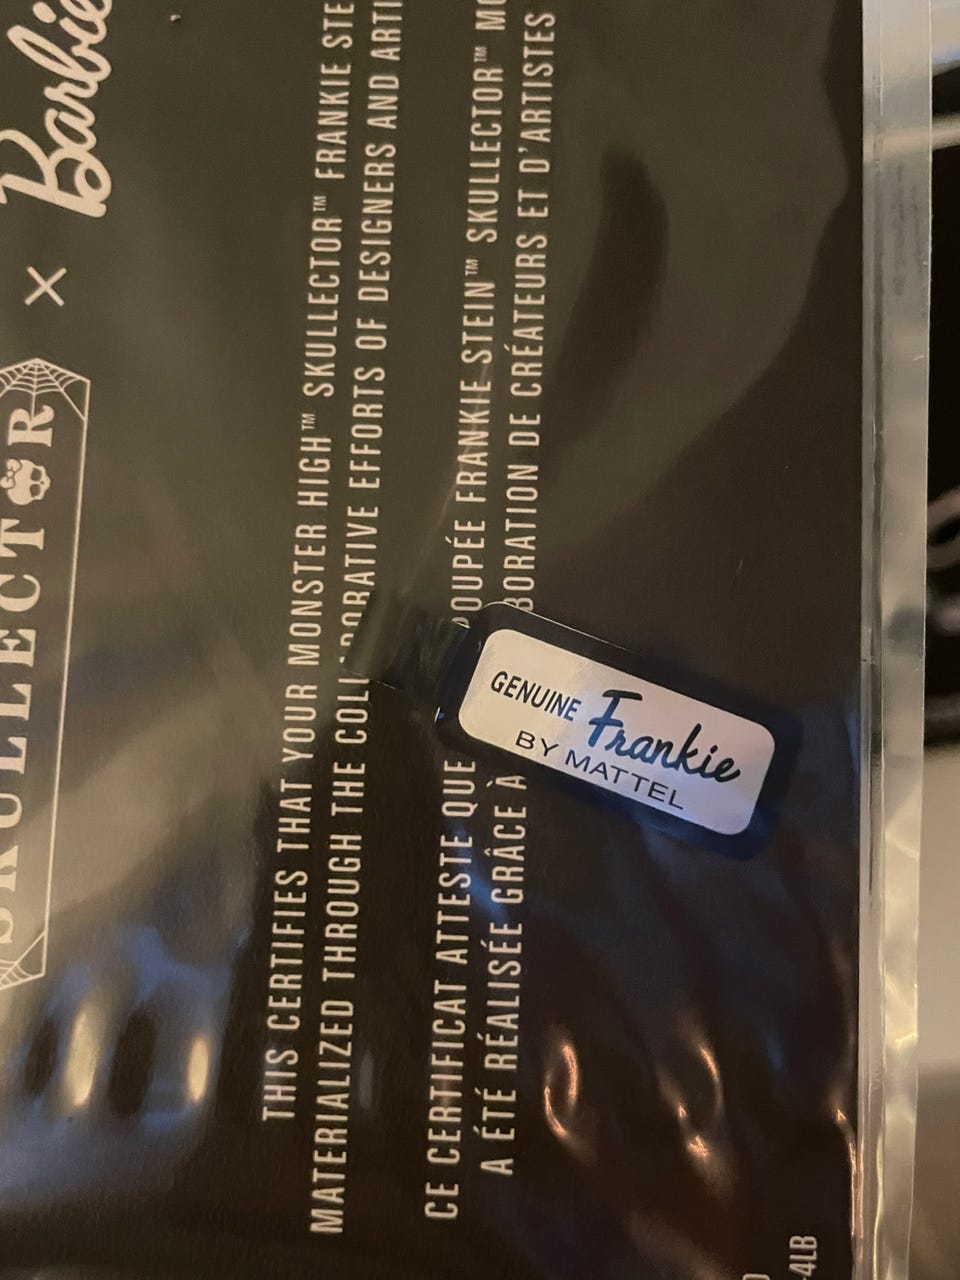 SKULLECTOR × Barbie
THIS CERTIFIES THAT YOUR MONSTER HIGH™ SKULLECTOR™ FRANKIE STE
MATERIALIZED THROUGH THE COLLABORATIVE EFFORTS OF DESIGNERS AND ARTI
CE CERTIFICAT ATTESTE QUE POUPÉE FRANKIE STEIN™ SKULLECTOR™ MO
A ÉTÉ RÉALISÉE GRÂCE À BORATION DE CRÉATEURS ET D'ARTISTES
GENUINE Frankie
BY MATTEL
4LB